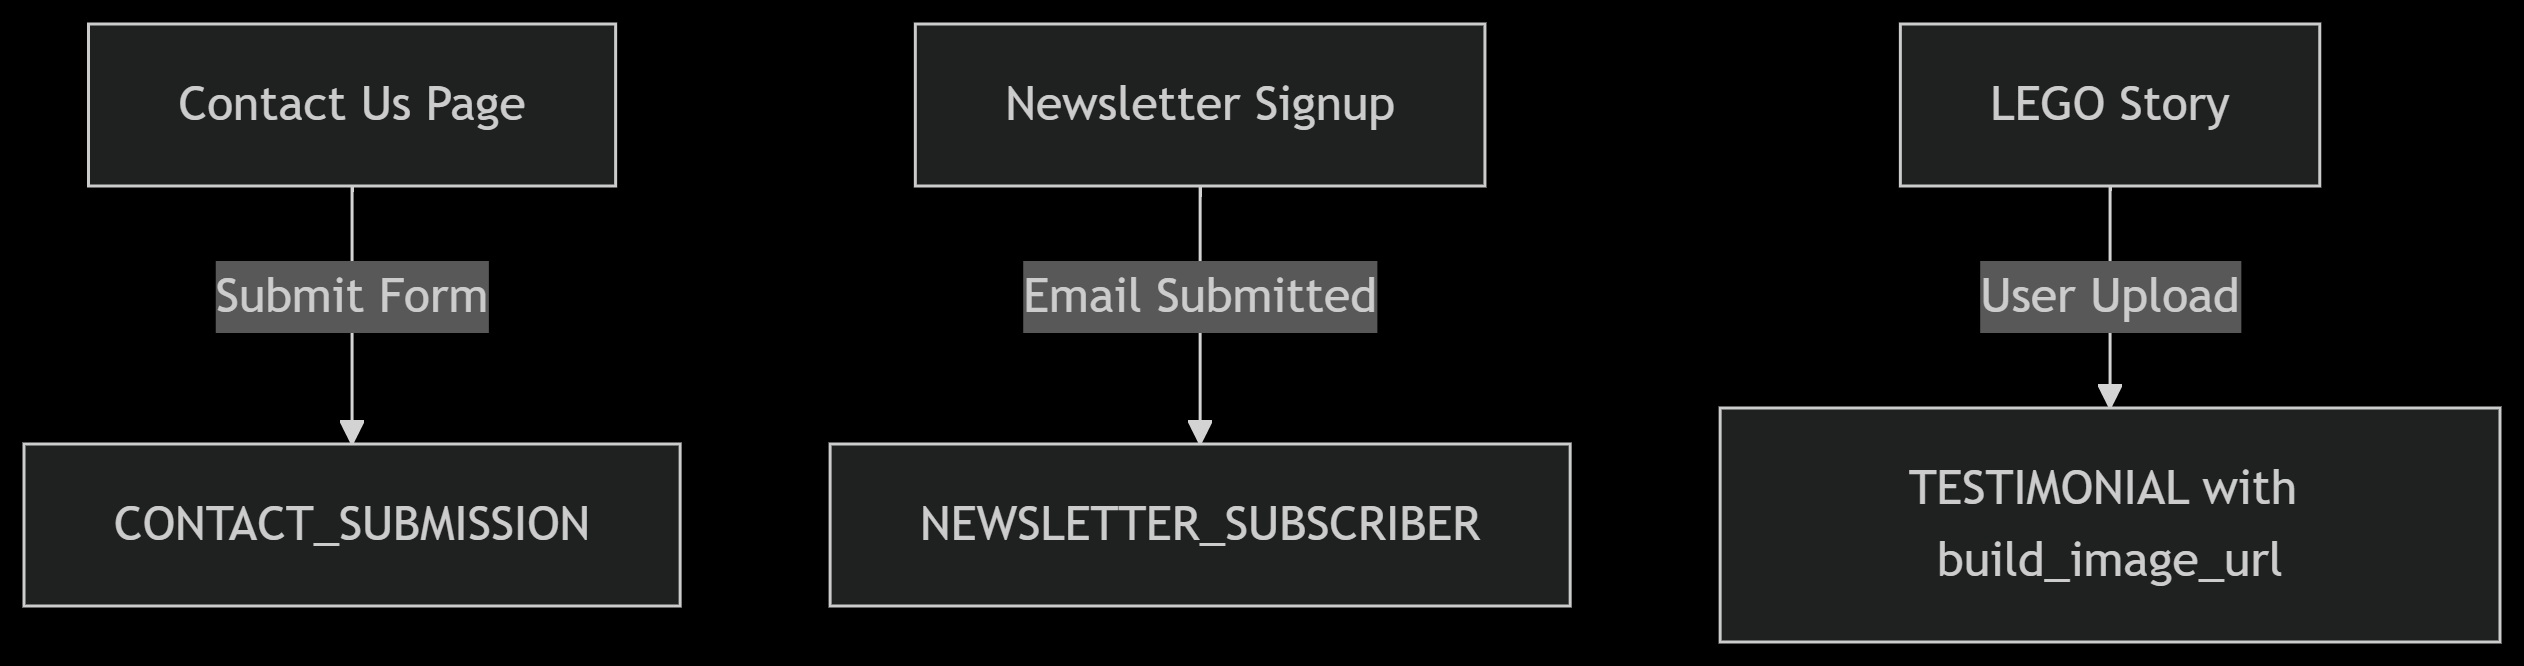 Contact Us Page
Newsletter Signup
LEGO Story
Submit Form
Email Submitted
User Upload
CONTACT_SUBMISSION
NEWSLETTER_SUBSCRIBER
TESTIMONIAL with
build_image_url